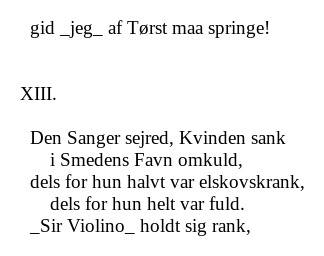 gid _jeg_ af Tørst maa springe!
XIII.
Den Sanger sejred, Kvinden sank
i Smedens Favn omkuld,
dels for hun halvt var elskovskrank,
dels for hun helt var fuld.
_Sir Violino_ holdt sig rank,